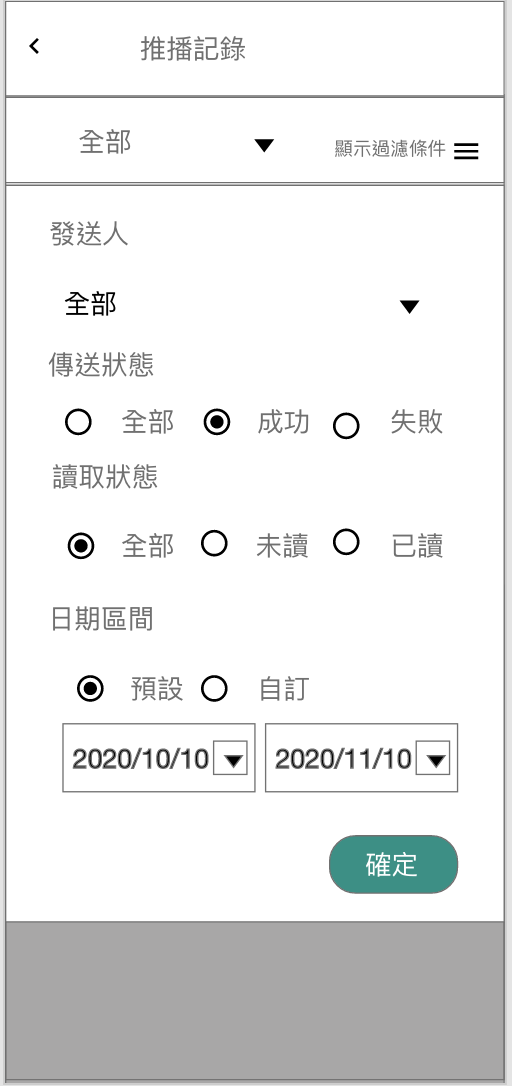 推播記錄
全部 顯示過濾條件
發送人
全部
傳送狀態
全部 成功 失敗
讀取狀態
全部 未讀 已讀
日期區間
預設 自訂
2020/10/10 2020/11/10
確定